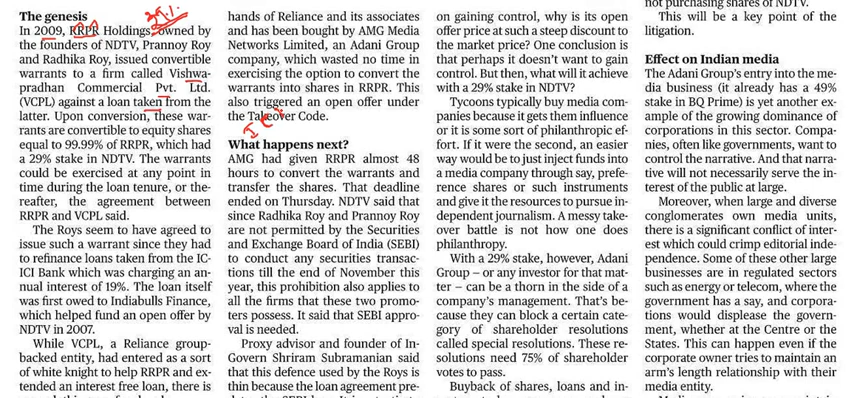 29%
The genesis
In 2009, RRPR Holdings, owned by
the founders of NDTV, Prannoy Roy
and Radhika Roy, issued convertible
warrants to a firm called Vishwa-
pradhan Commercial Pvt. Ltd.
(VCPL) against a loan taken from the
latter. Upon conversion, these war-
rants are convertible to equity shares
equal to 99.99% of RRPR, which had
a 29% stake in NDTV. The warrants
could be exercised at any point in
time during the loan tenure, or the-
reafter, the agreement between
RRPR and VCPL said.
The Roys seem to have agreed to
issue such a warrant since they had
to refinance loans taken from the IC-
ICI Bank which was charging an an-
nual interest of 19%. The loan itself
was first owed to Indiabulls Finance,
which helped fund an open offer by
NDTV in 2007.
While VCPL, a Reliance group-
backed entity, had entered as a sort
of white knight to help RRPR and ex-
tended an interest free loan, there is
hands of Reliance and its associates
and has been bought by AMG Media
Networks Limited, an Adani Group
company, which wasted no time in
exercising the option to convert the
warrants into shares in RRPR. This
also triggered an open offer under
the Takeover Code.
What happens next?
AMG had given RRPR almost 48
hours to convert the warrants and
transfer the shares. That deadline
ended on Thursday. NDTV said that
since Radhika Roy and Prannoy Roy
are not permitted by the Securities
and Exchange Board of India (SEBI)
to conduct any securities transac-
tions till the end of November this
year, this prohibition also applies to
all the firms that these two promo-
ters possess. It said that SEBI appro-
val is needed.
Proxy advisor and founder of In-
Govern Shriram Subramanian said
that this defence used by the Roys is
thin because the loan agreement pre-
on gaining control, why is its open
offer price at such a steep discount to
the market price? One conclusion is
that perhaps it doesn't want to gain
control. But then, what will it achieve
with a 29% stake in NDTV?
Tycoons typically buy media com-
panies because it gets them influence
or it is some sort of philanthropic ef-
fort. If it were the second, an easier
way would be to just inject funds into
a media company through say, prefe-
rence shares or such instruments
and give it the resources to pursue in-
dependent journalism. A messy take-
over battle is not how one does
philanthropy.
With a 29% stake, however, Adani
Group – or any investor for that mat-
ter – can be a thorn in the side of a
company's management. That's be-
cause they can block a certain cate-
gory of shareholder resolutions
called special resolutions. These re-
solutions need 75% of shareholder
votes to pass.
Buyback of shares, loans and in-
not purchasing shares of NDTV.
This will be a key point of the
litigation.
Effect on Indian media
The Adani Group's entry into the me-
dia business (it already has a 49%
stake in BQ Prime) is yet another ex-
ample of the growing dominance of
corporations in this sector. Compa-
nies, often like governments, want to
control the narrative. And that narra-
tive will not necessarily serve the in-
terest of the public at large.
Moreover, when large and diverse
conglomerates own media units,
there is a significant conflict of inter-
est which could crimp editorial inde-
pendence. Some of these other large
businesses are in regulated sectors
such as energy or telecom, where the
government has a say, and corpora-
tions would displease the govern-
ment, whether at the Centre or the
States. This can happen even if the
corporate owner tries to maintain an
arm's length relationship with their
media entity.